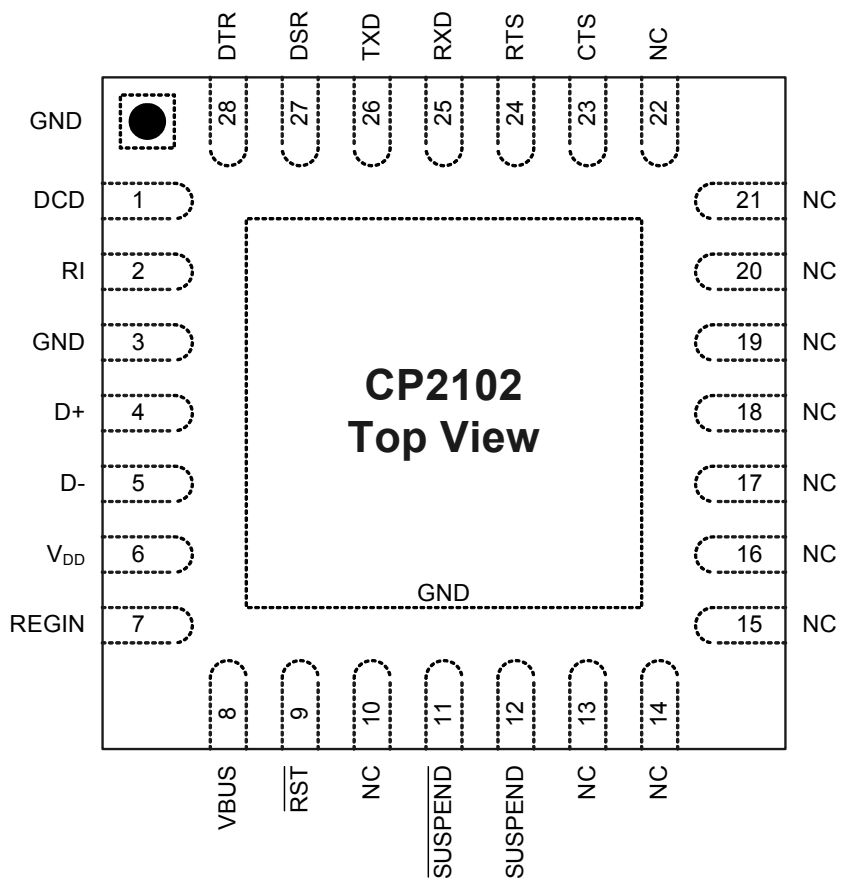 DTR
DSR
TXD
RXD
RTS
CTS
NC
28
27
26
25
24
23
22
GND
DCD 1
21 NC
RI 2
20 NC
GND 3
19 NC
D+ 4
18 NC
D- 5
17 NC
VDD 6
16 NC
REGIN 7
15 NC
CP2102
Top View
GND
8
9
10
11
12
13
14
VBUS
R̅S̅T̅
NC
S̅U̅S̅P̅E̅N̅D̅
SUSPEND
NC
NC